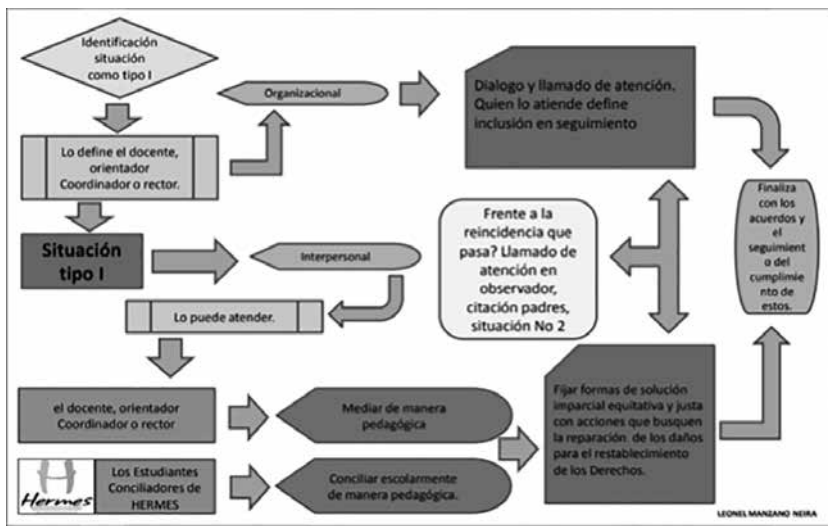 Identificación
situación
como tipo I
Organizacional
Dialogo y llamado de atención.
Quien lo atiende define
inclusión en seguimiento
Lo define el docente,
orientador
Coordinador o rector.
Finaliza
con los
acuerdos y
el
seguimient
o del
cumplimie
nto de
estos.
Situación
tipo I
Interpersonal
Frente a la
reincidencia que
pasa? Llamado de
atención en
observador,
citación padres,
situación No 2
Lo puede atender.
el docente, orientador
Coordinador o rector
Mediar de manera
pedagógica
Fijar formas de solución
imparcial equitativa y justa
con acciones que busquen
la reparación de los daños
para el restablecimiento
de los Derechos.
Hermes
Los Estudiantes
Conciliadores de
HERMES
Conciliar escolarmente
de manera pedagógica.
LEONEL MANZANO NEIRA